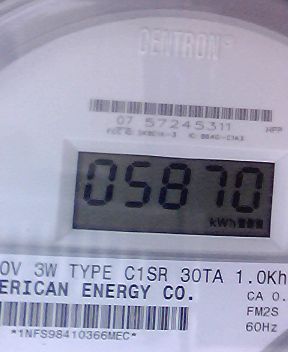 CENTRON
07 57245311
HPP
05870
kWh
0V 3W TYPE C1SR 30TA 1.0Kh
ERICAN ENERGY CO.
CA 0.
FM2S
60Hz
*1NFS98410366MEC*